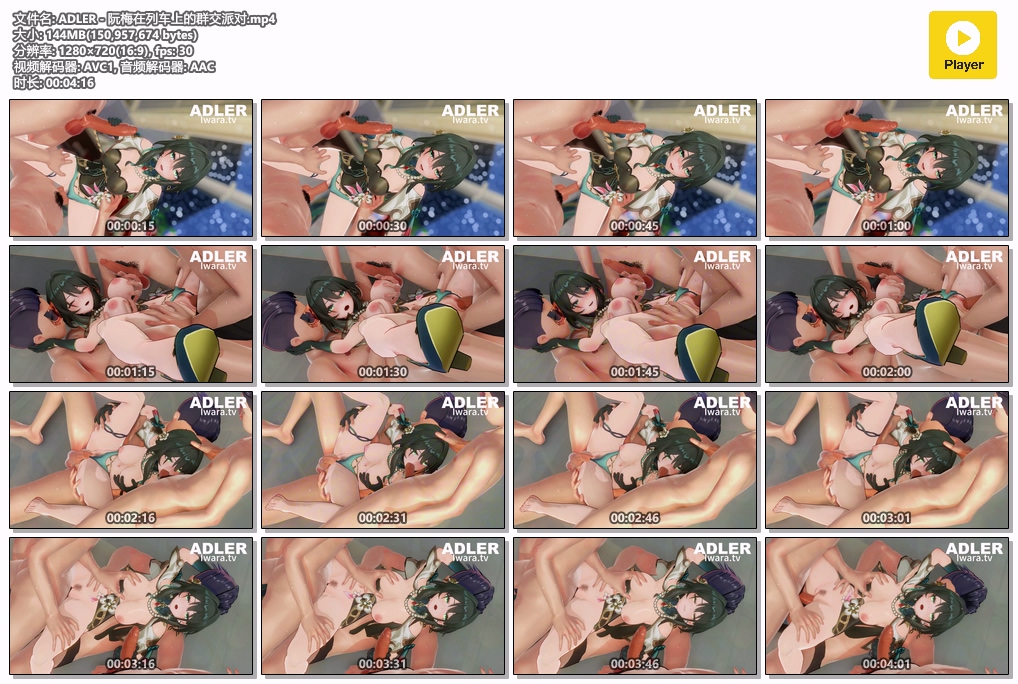 文件名: ADLER - 阮梅在列车上的群交派对.mp4
大小: 144MB(150,957,674 bytes)
分辨率: 1280×720(16:9), fps: 30
视频解码器: AVC1, 音频解码器: AAC
时长: 00:04:16
Player
ADLER
Iwara.tv
00:00:15
ADLER
Iwara.tv
00:00:30
ADLER
Iwara.tv
00:00:45
ADLER
Iwara.tv
00:01:00
ADLER
Iwara.tv
00:01:15
ADLER
Iwara.tv
00:01:30
ADLER
Iwara.tv
00:01:45
ADLER
Iwara.tv
00:02:00
ADLER
Iwara.tv
00:02:16
ADLER
Iwara.tv
00:02:31
ADLER
Iwara.tv
00:02:46
ADLER
Iwara.tv
00:03:01
ADLER
Iwara.tv
00:03:16
ADLER
Iwara.tv
00:03:31
ADLER
Iwara.tv
00:03:46
ADLER
Iwara.tv
00:04:01